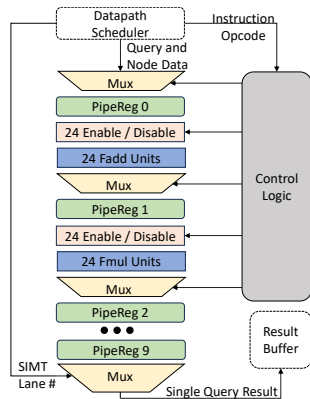 Datapath
Scheduler
Instruction
Opcode
Query and
Node Data
Mux
PipeReg 0
24 Enable / Disable
24 Fadd Units
Mux
PipeReg 1
24 Enable / Disable
24 Fmul Units
Mux
PipeReg 2
PipeReg 9
Mux
Control
Logic
Result
Buffer
SIMT
Lane #
Single Query Result